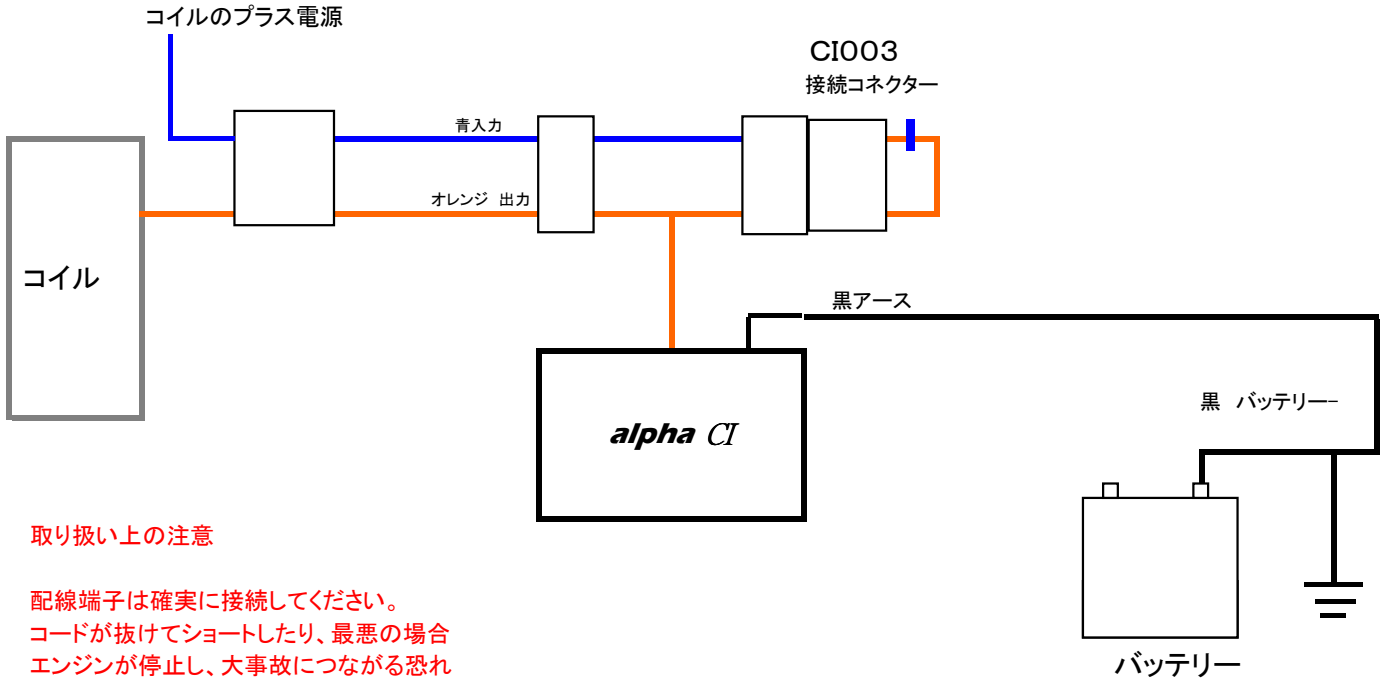 コイルのプラス電源
CI003
接続コネクター
青入力
オレンジ 出力
コイル
黒アース
黒 バッテリー-
alpha CI
取り扱い上の注意
配線端子は確実に接続してください。
コードが抜けてショートしたり、最悪の場合
エンジンが停止し、大事故につながる恐れ
バッテリー